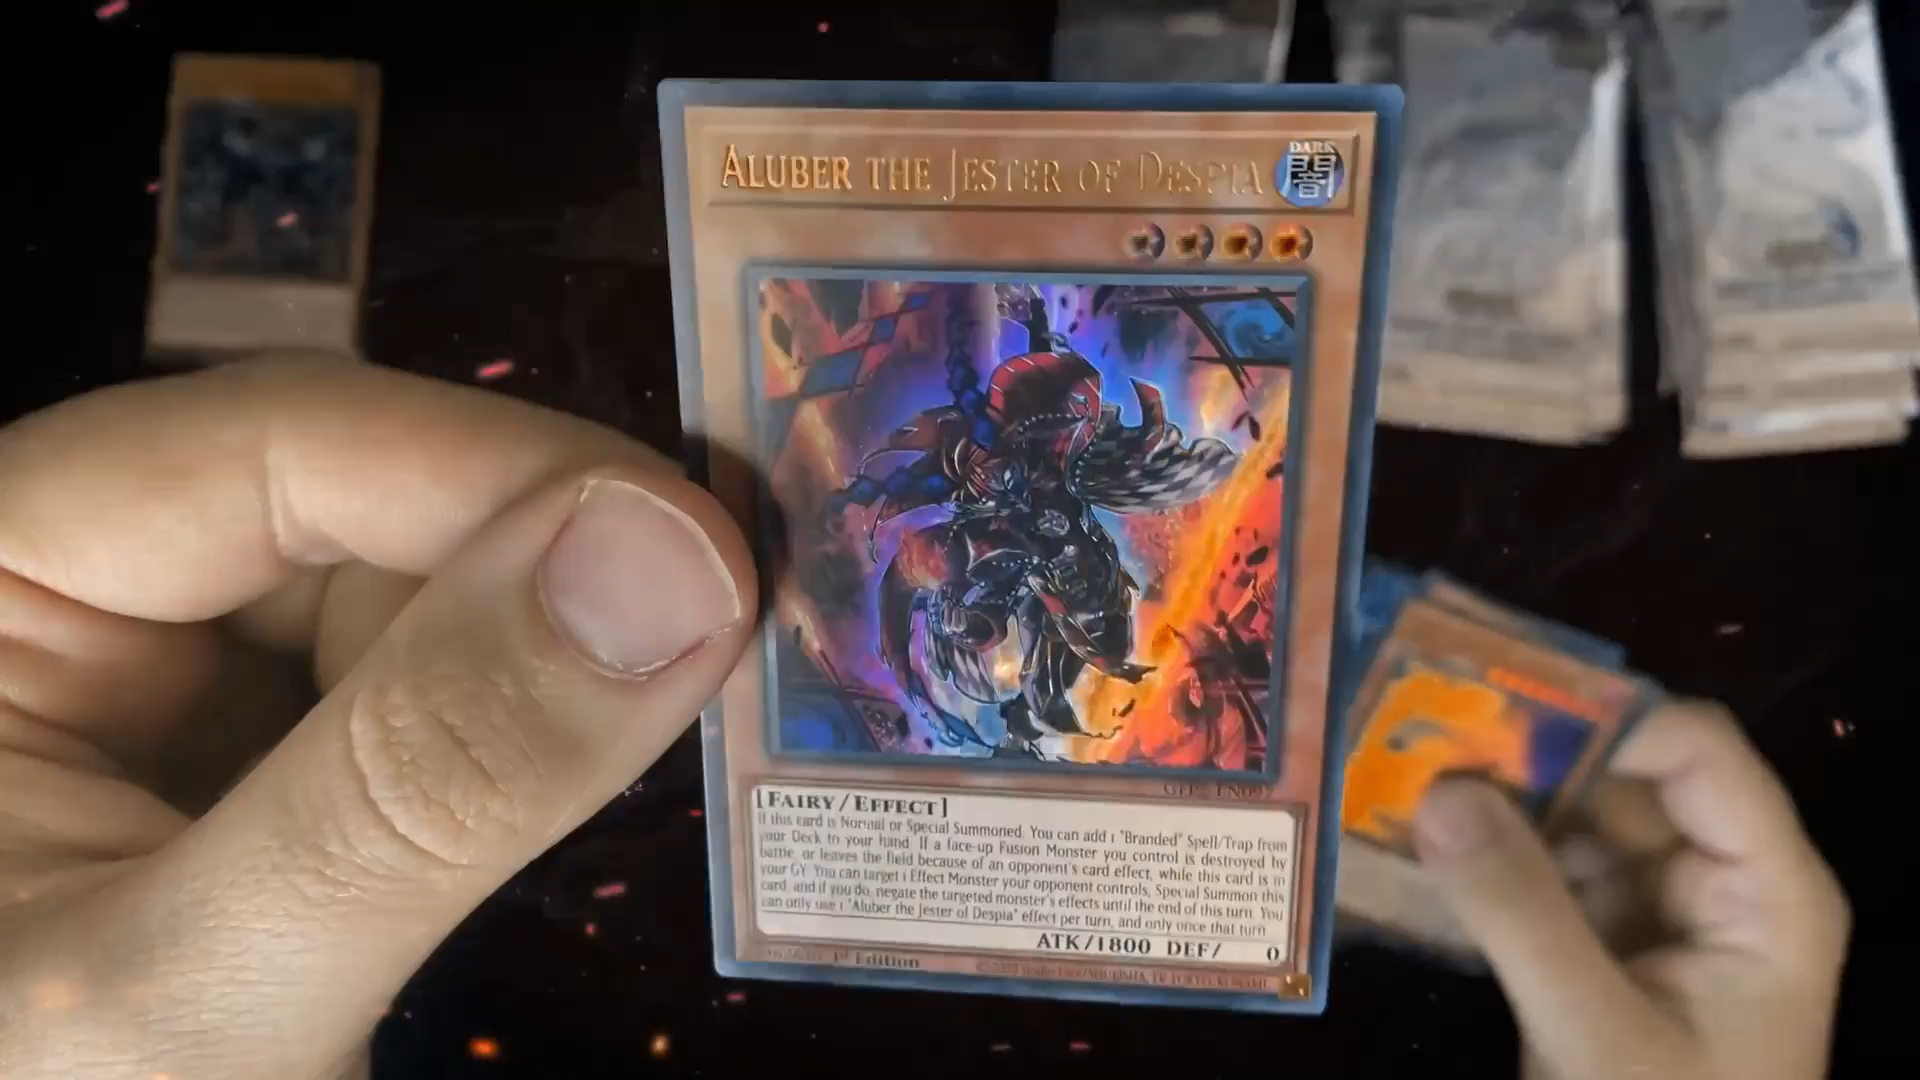 ALUBER THE JESTER OF DESPIA
DARK
闇
[FAIRY/EFFECT]
If this card is Normal or Special Summoned: You can add 1 "Branded" Spell/Trap from
your Deck to your hand. If a face-up Fusion Monster you control is destroyed by
battle, or leaves the field because of an opponent's card effect, while this card is in
your GY: You can target 1 Effect Monster your opponent controls; Special Summon this
card, and if you do, negate the targeted monster's effects until the end of this turn. You
can only use 1 "Aluber the Jester of Despia" effect per turn, and only once that turn.
ATK/1800 DEF/ 0
1st Edition